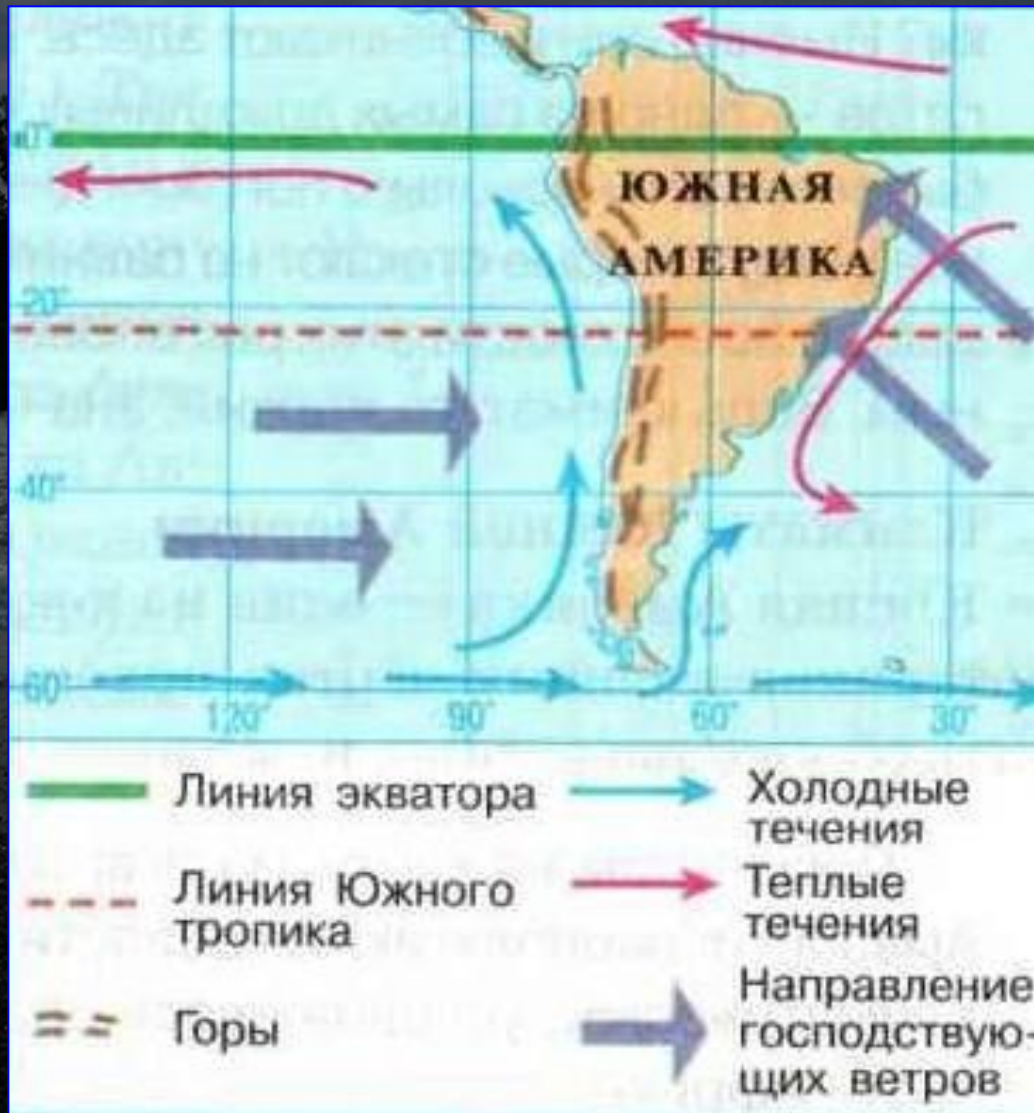 0°
ЮЖНАЯ
АМЕРИКА
20°
40°
60°
120°
90°
60°
30°
Линия экватора
Линия Южного
тропика
Горы
Холодные
течения
Теплые
течения
Направление
господствую-
щих ветров